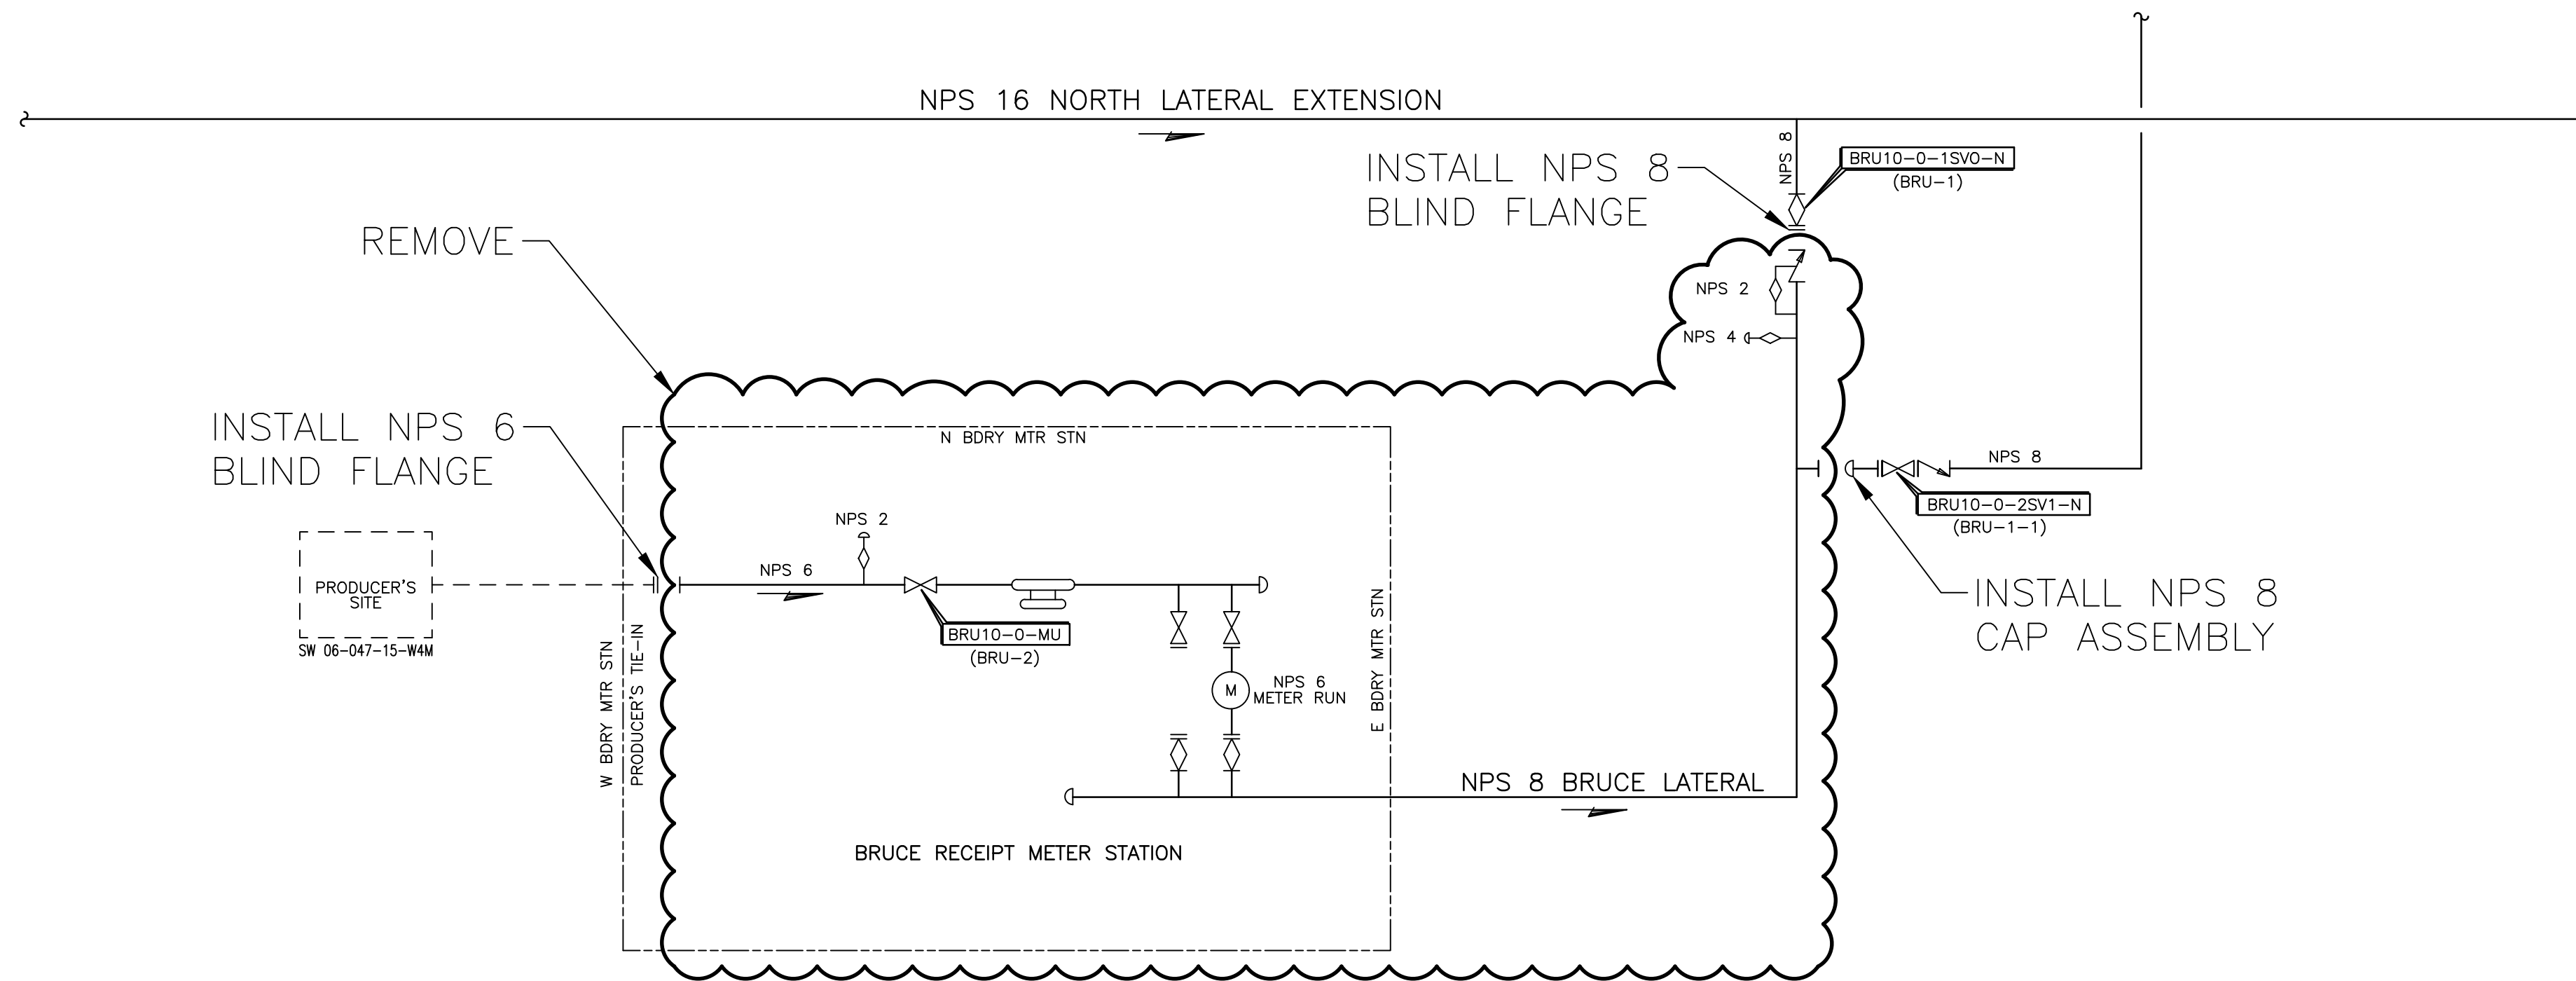 NPS 16 NORTH LATERAL EXTENSION
NPS 8
BRU10-0-1SVO-N
(BRU-1)
INSTALL NPS 8
BLIND FLANGE
REMOVE
NPS 2
NPS 4
INSTALL NPS 6
BLIND FLANGE
N BDRY MTR STN
NPS 8
BRU10-0-2SV1-N
(BRU-1-1)
NPS 2
NPS 6
PRODUCER'S
SITE
SW 06-047-15-W4M
INSTALL NPS 8
CAP ASSEMBLY
BRU10-0-MU
(BRU-2)
W BDRY MTR STN
PRODUCER'S TIE-IN
M
NPS 6
METER RUN
E BDRY MTR STN
NPS 8 BRUCE LATERAL
BRUCE RECEIPT METER STATION